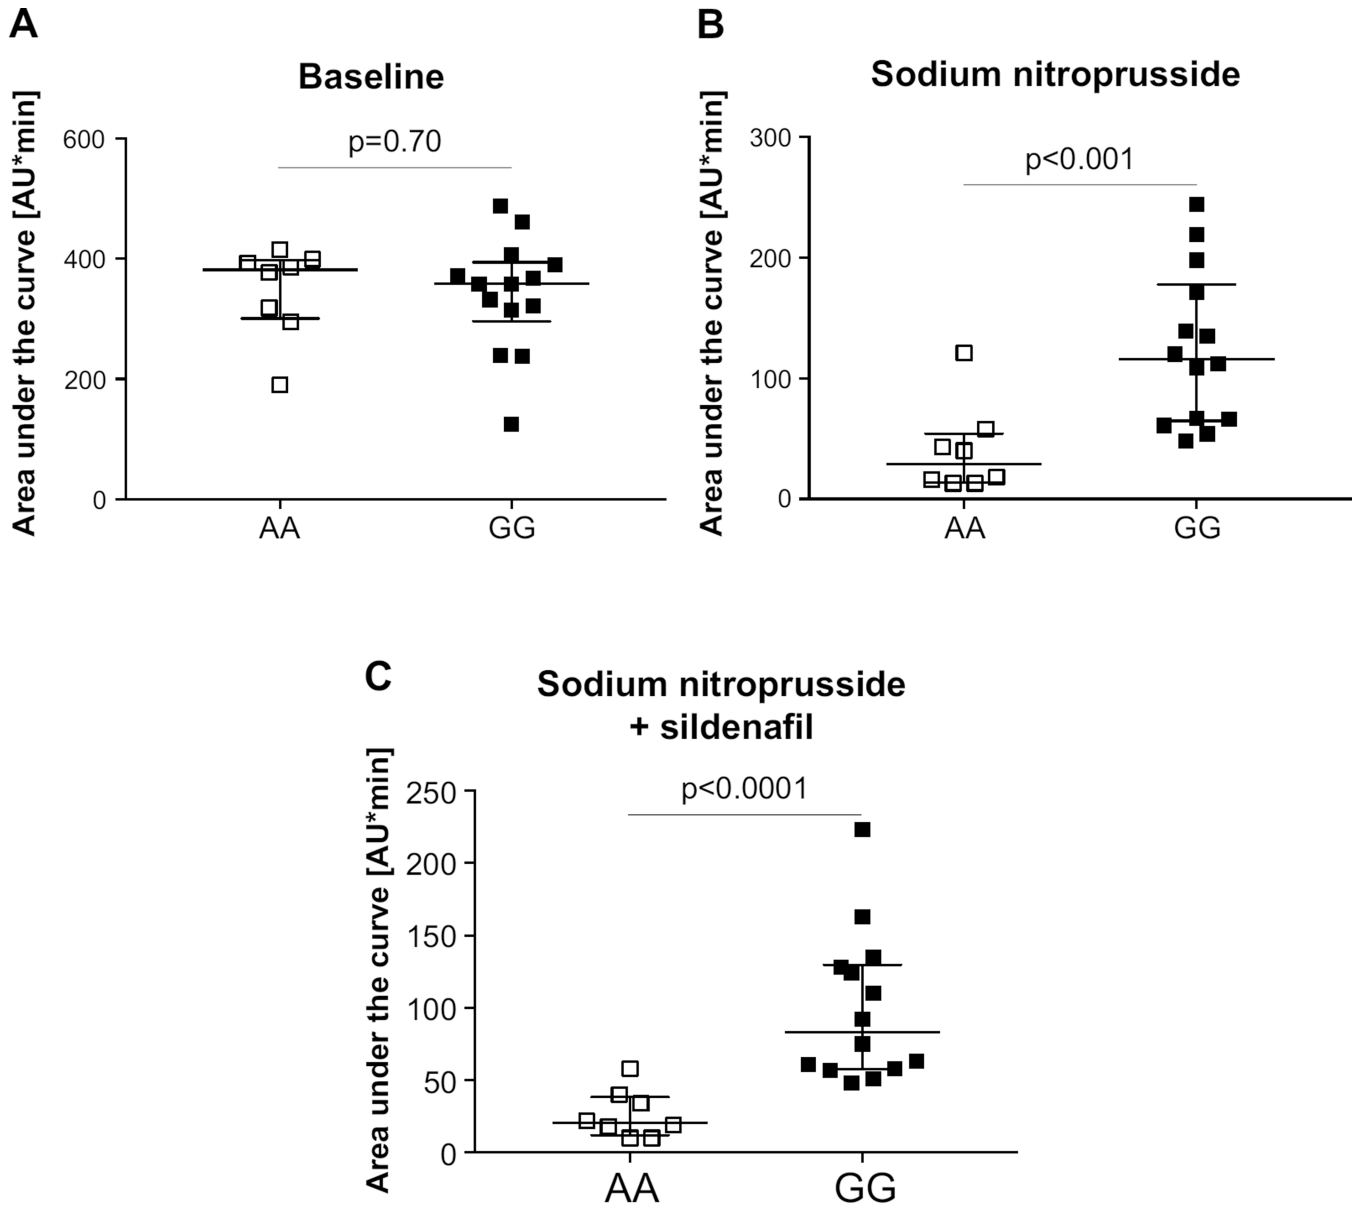 A
Baseline
Area under the curve [AU*min]
600
400
200
0
p=0.70
AA
GG
B
Sodium nitroprusside
Area under the curve [AU*min]
300
200
100
0
p<0.001
AA
GG
C
Sodium nitroprusside
+ sildenafil
Area under the curve [AU*min]
250
200
150
100
50
0
p<0.0001
AA
GG